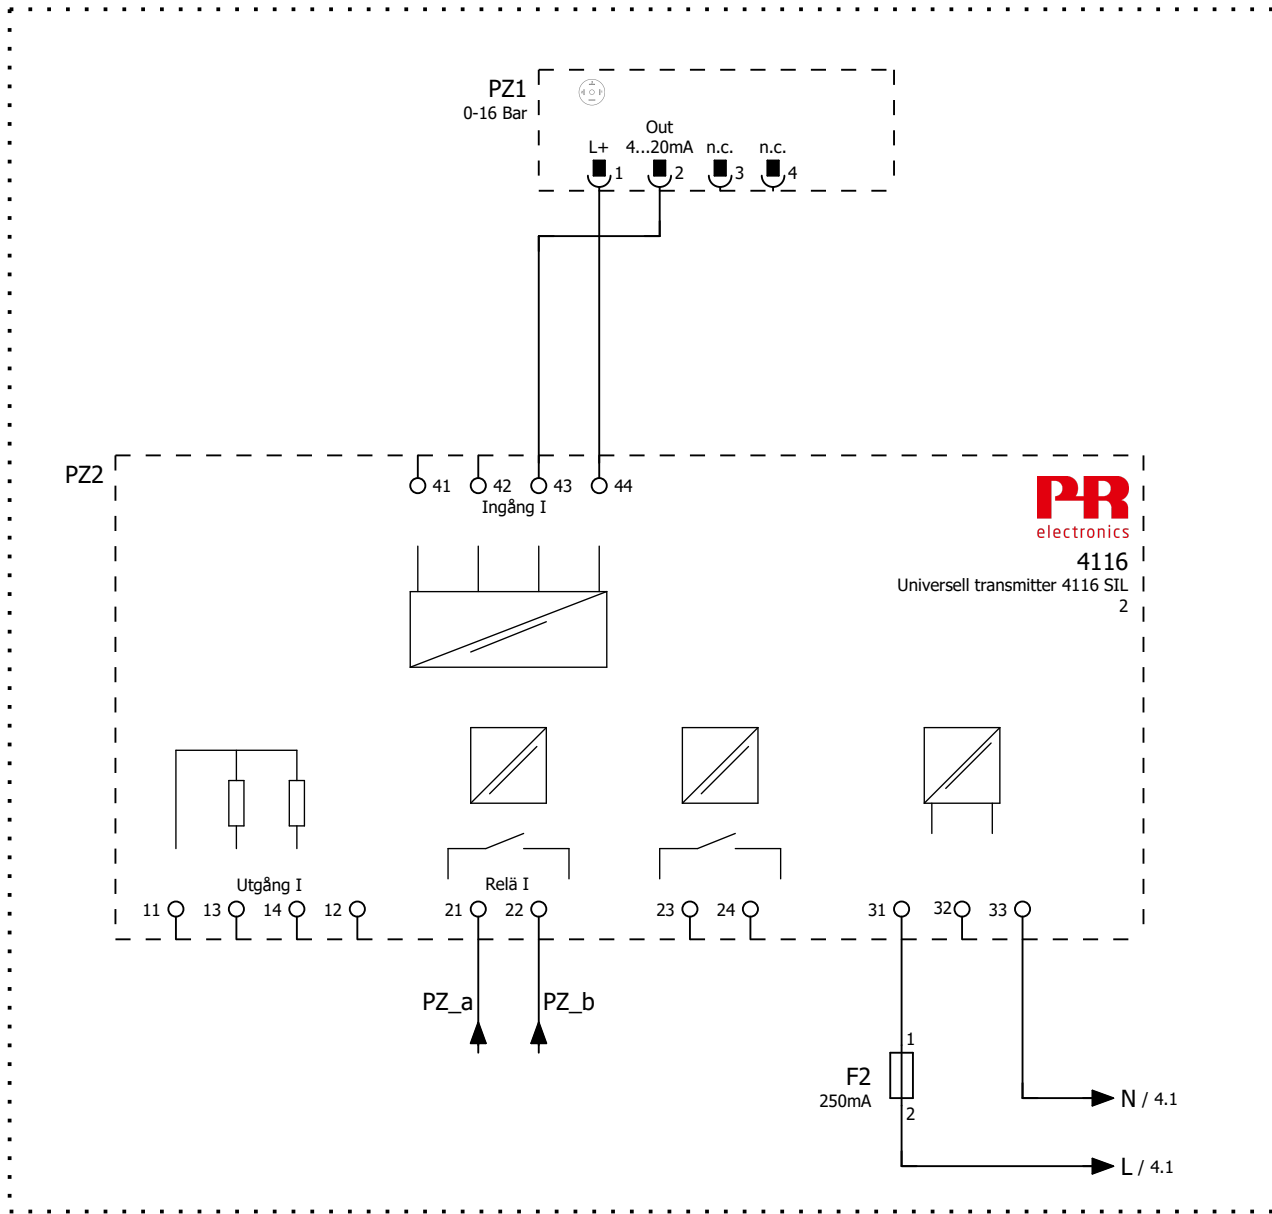 PZ1
0-16 Bar
Out
L+ 4...20mA n.c. n.c.
1 2 3 4
PZ2
41 42 43 44
Ingång I
PR
electronics
4116
Universell transmitter 4116 SIL
2
Utgång I
Relä I
11 13 14 12 21 22 23 24 31 32 33
PZ_a PZ_b
1
F2
250mA
2
N / 4.1
L / 4.1